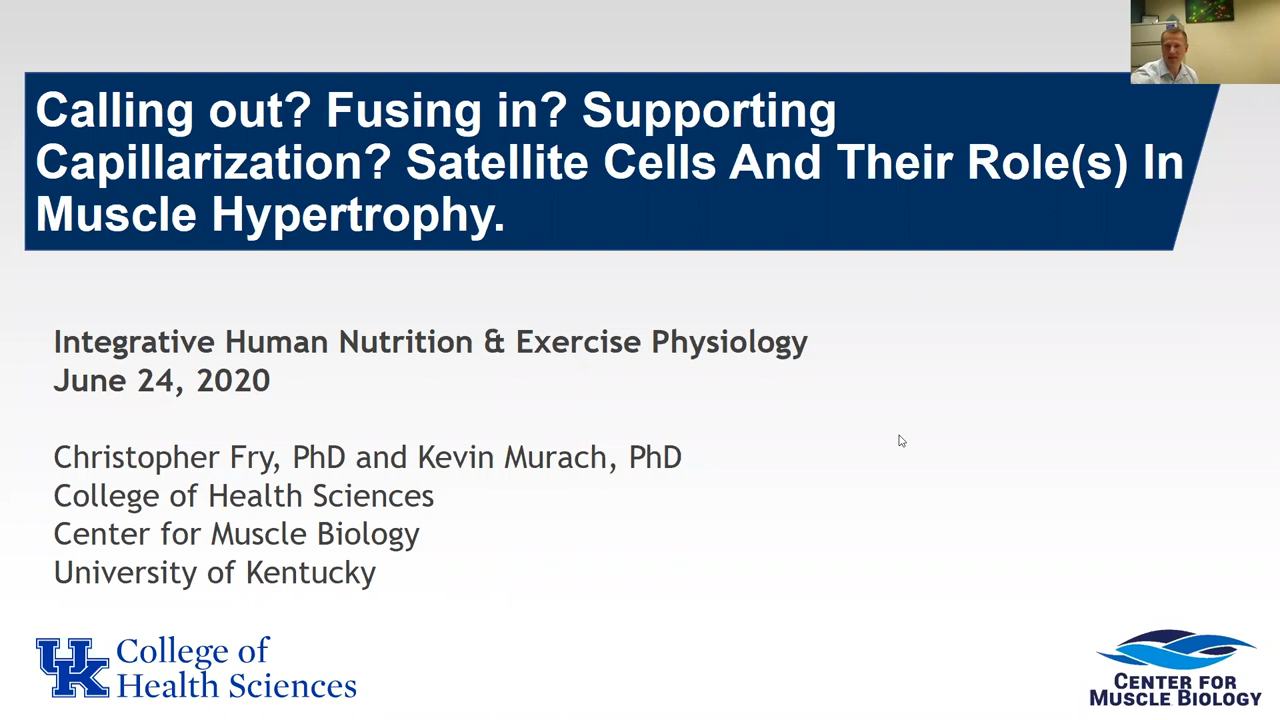 Calling out? Fusing in? Supporting
Capillarization? Satellite Cells And Their Role(s) In
Muscle Hypertrophy.
Integrative Human Nutrition & Exercise Physiology
June 24, 2020
Christopher Fry, PhD and Kevin Murach, PhD
College of Health Sciences
Center for Muscle Biology
University of Kentucky
UK College of
Health Sciences
CENTER FOR
MUSCLE BIOLOGY